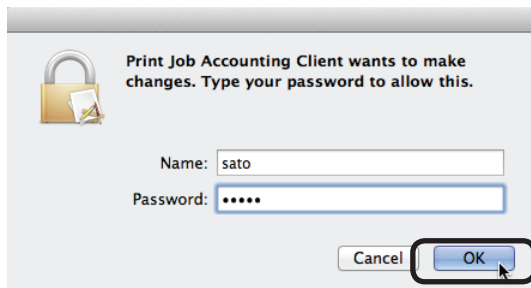 Print Job Accounting Client wants to make
changes. Type your password to allow this.
Name: sato
Password: •••••
Cancel OK